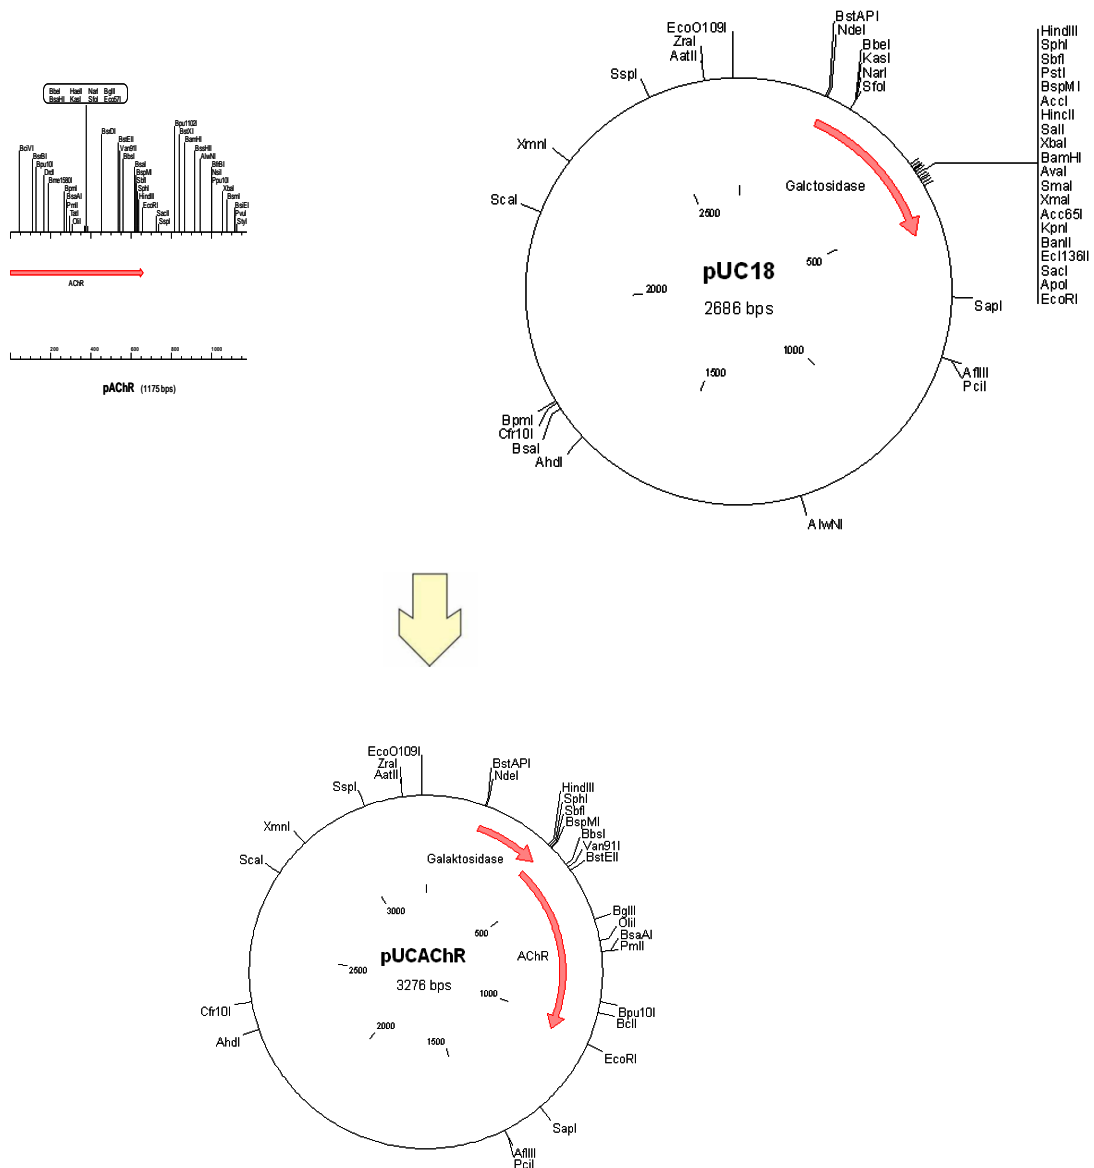 BbeI HaeII NarI BglI
BsaHI KasI SfoI Eco57I
BciVI
BsrBI
Bpu10I
DrdI
Bme1580I
BpmI
BsaAI
PmlI
TatI
OliI
BstDI
BstEII
Van91I
BbsI
AlwNI
BsaI
BspMI
SbfI
SphI
HindIII
EcoRI
SacII
SspI
Bpu1102I
BstXI
BamHI
BssHII
AlwNI
BfrBI
NsiI
Ppu10I
XbaI
BsmI
BsiEI
PvuI
StyI
AChR
200 400 600 800 1000
pAChR (1175 bps)
EcoO109I
ZraI
AatII
SspI
XmnI
ScaI
BstAPI
NdeI
BbeI
KasI
NarI
SfoI
HindIII
SphI
SbfI
PstI
BspMI
AccI
HincII
SalI
XbaI
BamHI
AvaI
SmaI
XmaI
Acc65I
KpnI
BanII
Ecl136II
SacI
ApoI
EcoRI
Galctosidase
2500
500
pUC18
2686 bps
2000
1000
1500
SapI
AflIII
PciI
BpmI
Cfr10I
BsaI
AhdI
AlwNI
EcoO109I
ZraI
AatII
SspI
XmnI
ScaI
BstAPI
NdeI
HindIII
SphI
SbfI
BspMI
BbsI
Van91I
BstEII
Galaktosidase
3000
500
BglII
OliI
BsaAI
PmlI
pUCAChR
AChR
2500
3276 bps
1000
Cfr10I
AhdI
2000
1500
Bpu10I
BclI
EcoRI
SapI
AflIII
PciI